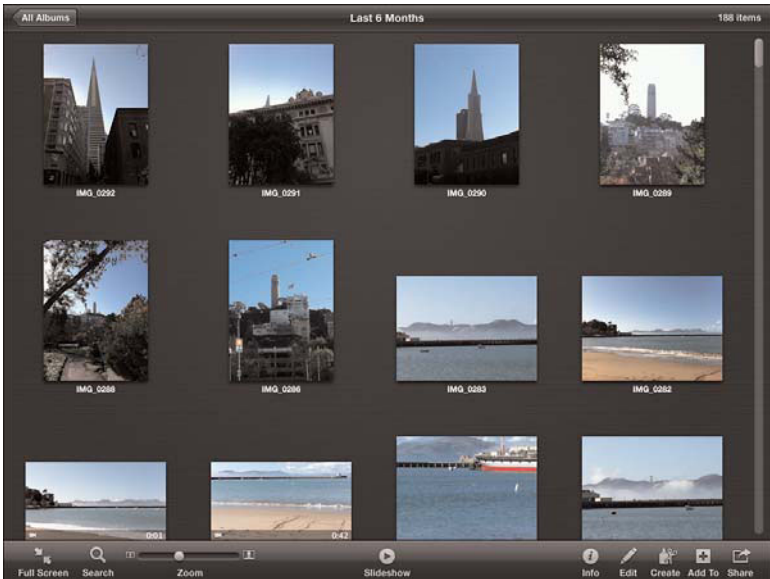 All Albums
Last 6 Months
188 items
IMG_0292
IMG_0291
IMG_0290
IMG_0289
IMG_0288
IMG_0286
IMG_0283
IMG_0282
0:01
0:42
Full Screen
Search
Zoom
Slideshow
Info
Edit
Create
Add To
Share